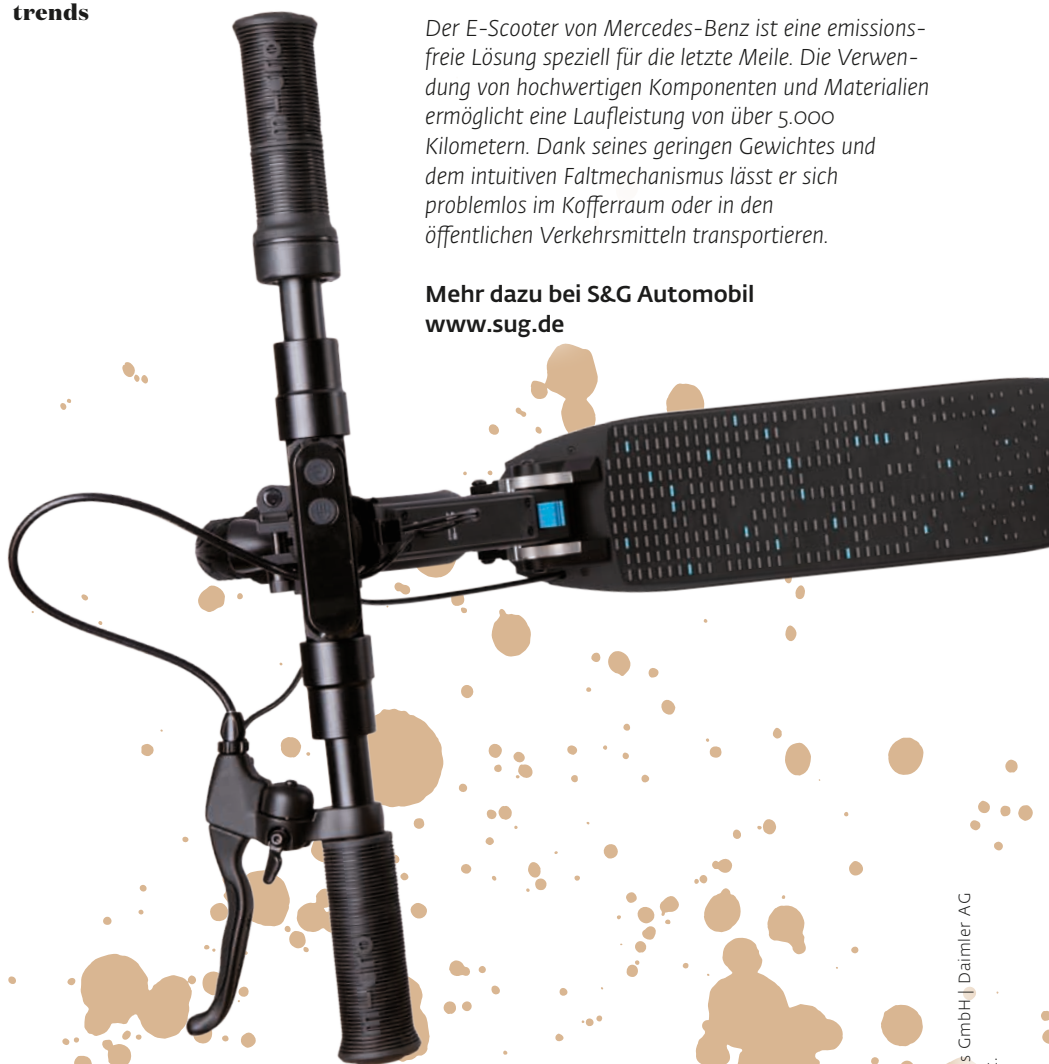 trends
Der E-Scooter von Mercedes-Benz ist eine emissions-
freie Lösung speziell für die letzte Meile. Die Verwen-
dung von hochwertigen Komponenten und Materialien
ermöglicht eine Laufleistung von über 5.000
Kilometern. Dank seines geringen Gewichtes und
dem intuitiven Faltmechanismus lässt er sich
problemlos im Kofferraum oder in den
öffentlichen Verkehrsmitteln transportieren.
Mehr dazu bei S&G Automobil
www.sug.de
micro
micro
s GmbH | Daimler AG